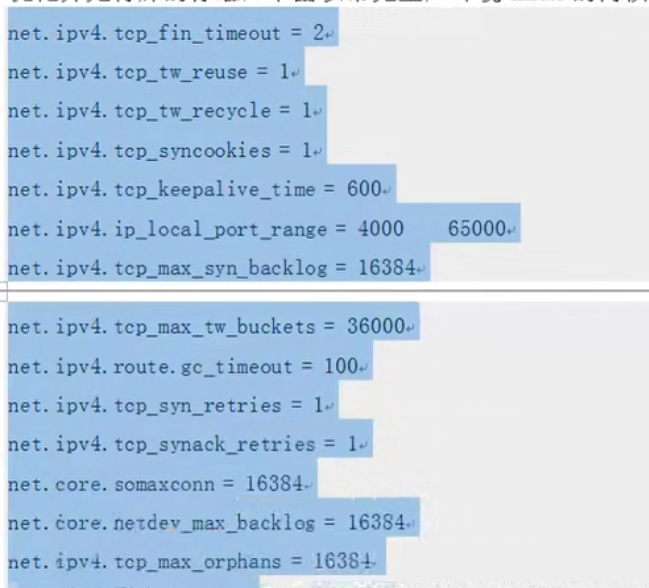 net.ipv4.tcp_fin_timeout = 2
net.ipv4.tcp_tw_reuse = 1
net.ipv4.tcp_tw_recycle = 1
net.ipv4.tcp_syncookies = 1
net.ipv4.tcp_keepalive_time = 600
net.ipv4.ip_local_port_range = 4000    65000
net.ipv4.tcp_max_syn_backlog = 16384
net.ipv4.tcp_max_tw_buckets = 36000
net.ipv4.route.gc_timeout = 100
net.ipv4.tcp_syn_retries = 1
net.ipv4.tcp_synack_retries = 1
net.core.somaxconn = 16384
net.core.netdev_max_backlog = 16384
net.ipv4.tcp_max_orphans = 16384